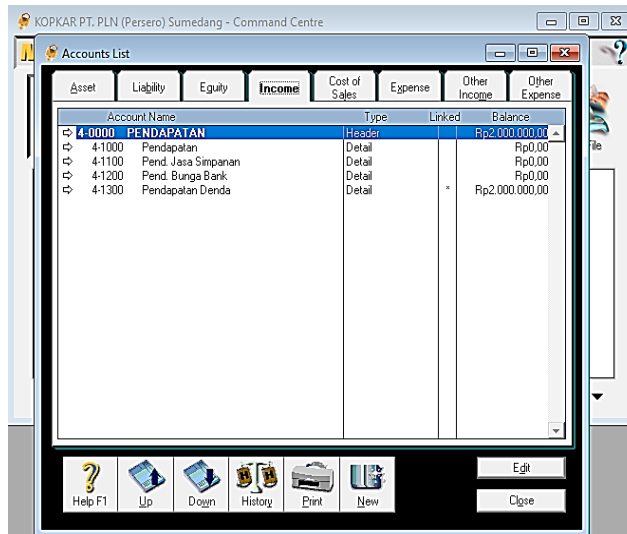 KOPKAR PT. PLN (Persero) Sumedang - Command Centre
Accounts List
Asset Liability Equity Income Cost of Sales Expense Other Income Other Expense
Account Name Type Linked Balance
4-0000 PENDAPATAN Header Rp2.000.000,00
4-1000 Pendapatan Detail Rp0,00
4-1100 Pend. Jasa Simpanan Detail Rp0,00
4-1200 Pend. Bunga Bank Detail Rp0,00
4-1300 Pendapatan Denda Detail * Rp2.000.000,00
Help F1 Up Down History Print New
Edit
Close